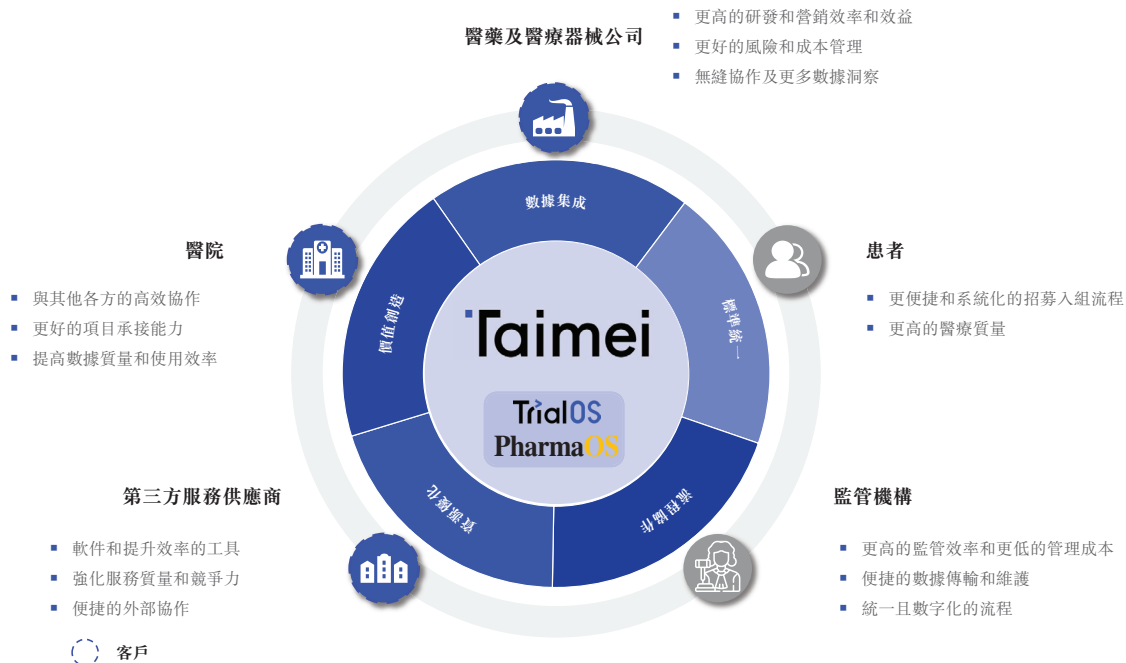 醫藥及醫療器械公司
更高的研發和營銷效率和效益
更好的風險和成本管理
無縫協作及更多數據洞察
數據集成
標準統一
流程協作
資源優化
價值創造
Taimei
TrialOS
PharmaOS
醫院
與其他各方的高效協作
更好的項目承接能力
提高數據質量和使用效率
患者
更便捷和系統化的招募入組流程
更高的醫療質量
第三方服務供應商
軟件和提升效率的工具
強化服務質量和競爭力
便捷的外部協作
監管機構
更高的監管效率和更低的管理成本
便捷的數據傳輸和維護
統一且數字化的流程
客戶